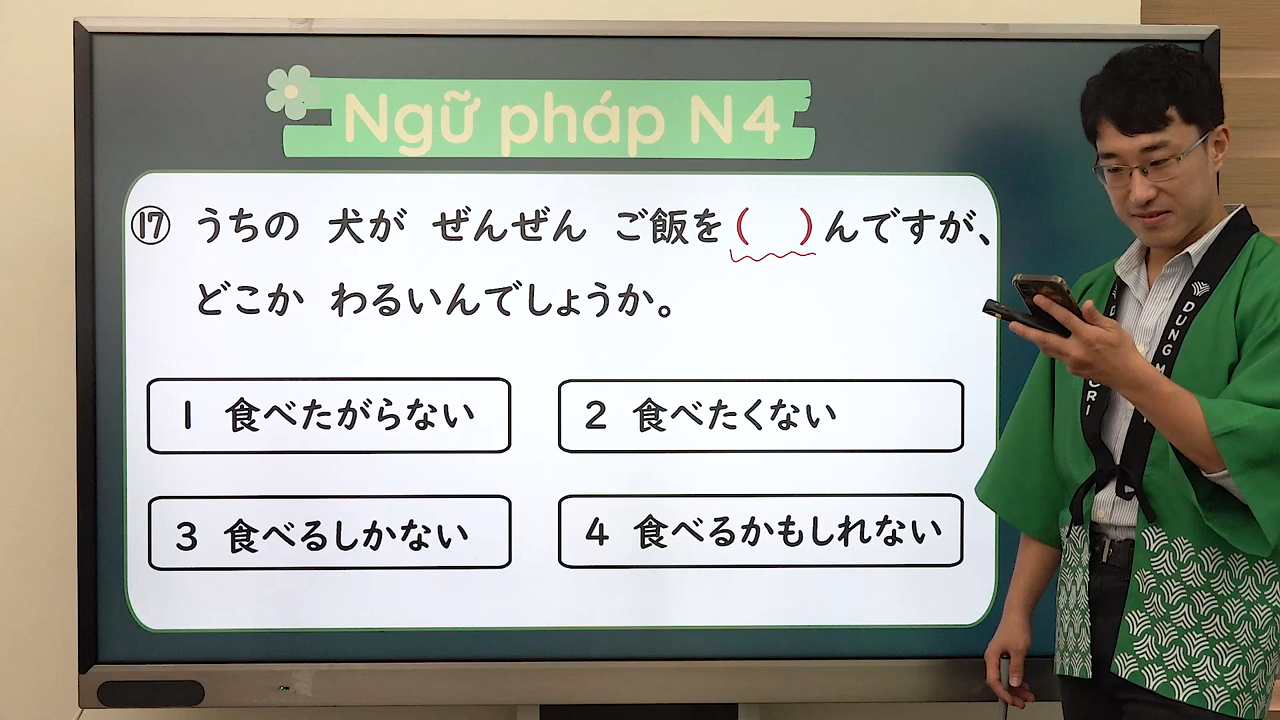 Ngữ pháp N4
⑰ うちの 犬が ぜんぜん ご飯を( )んですが、
どこか わるいんでしょうか。
1 食べたがらない
2 食べたくない
3 食べるしかない
4 食べるかもしれない
DUNG M
ORI